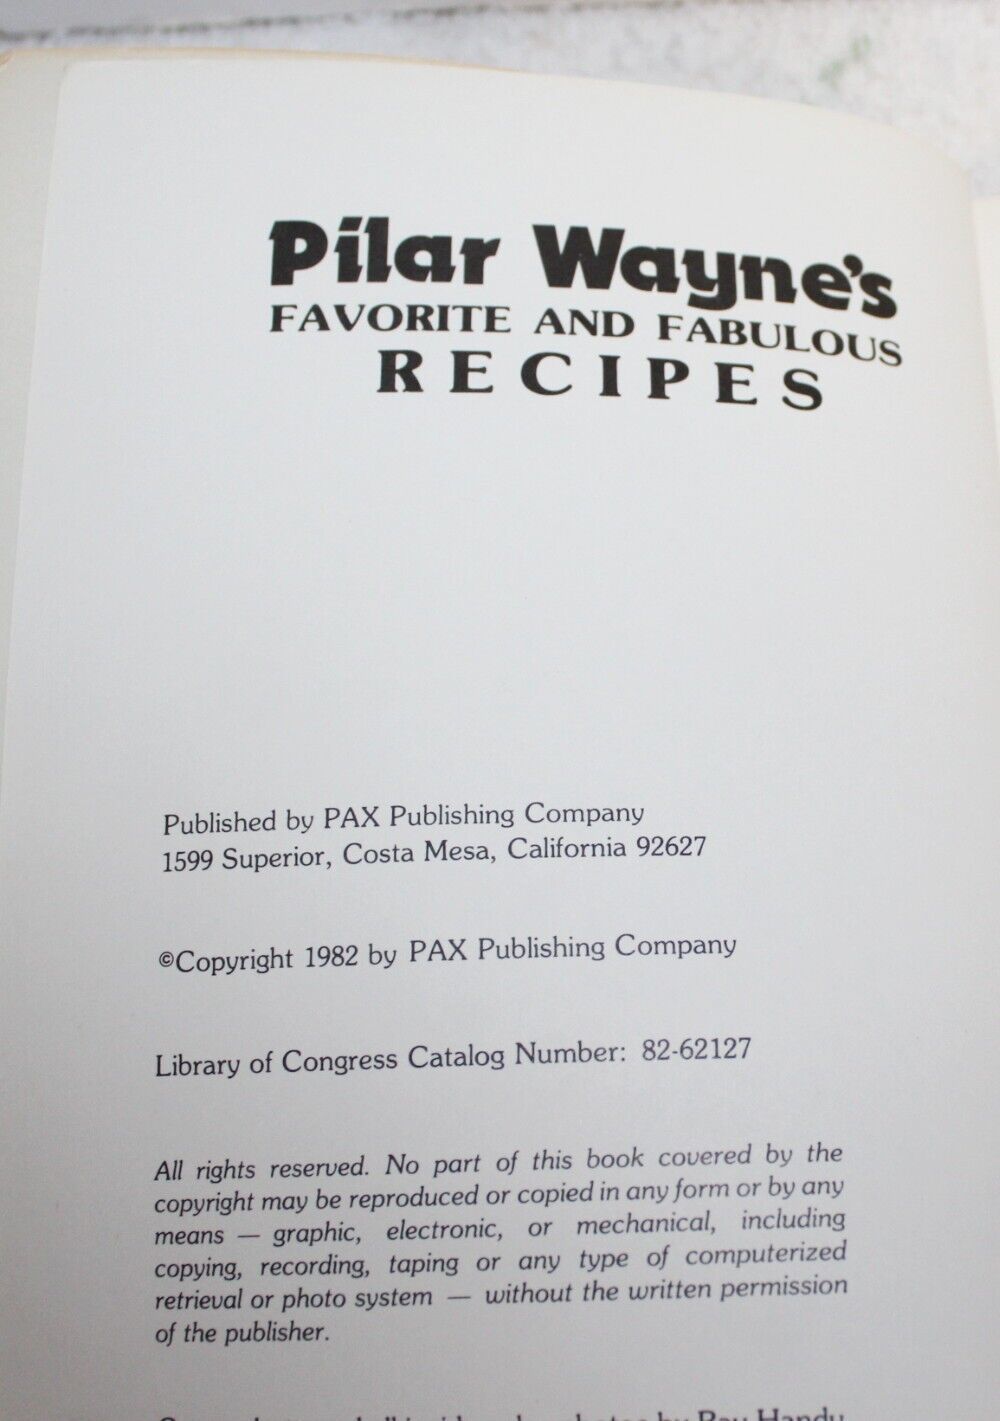 Pilar Wayne's
FAVORITE AND FABULOUS
RECIPES
Published by PAX Publishing Company
1599 Superior, Costa Mesa, California 92627
©Copyright 1982 by PAX Publishing Company
Library of Congress Catalog Number: 82-62127
All rights reserved. No part of this book covered by the
copyright may be reproduced or copied in any form or by any
means — graphic, electronic, or mechanical, including
copying, recording, taping or any type of computerized
retrieval or photo system — without the written permission
of the publisher.
by Ray Handy